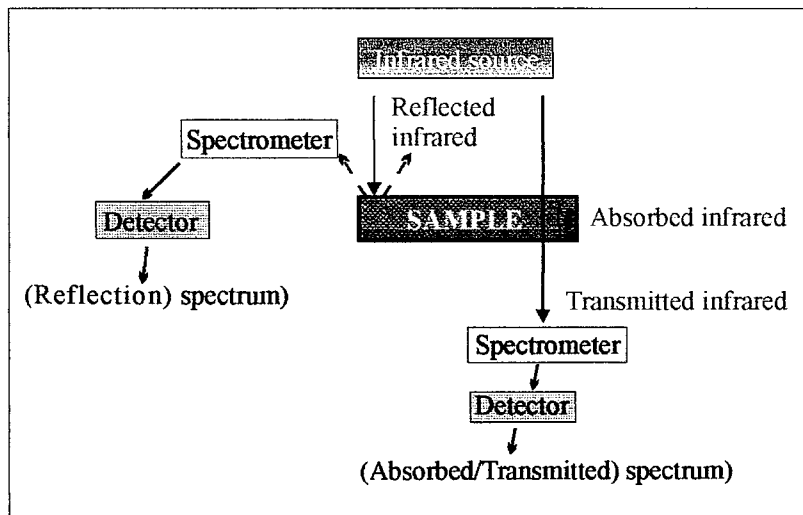 Infrared source
Reflected
infrared
Spectrometer
Detector
(Reflection) spectrum)
SAMPLE
Absorbed infrared
Transmitted infrared
Spectrometer
Detector
(Absorbed/Transmitted) spectrum)